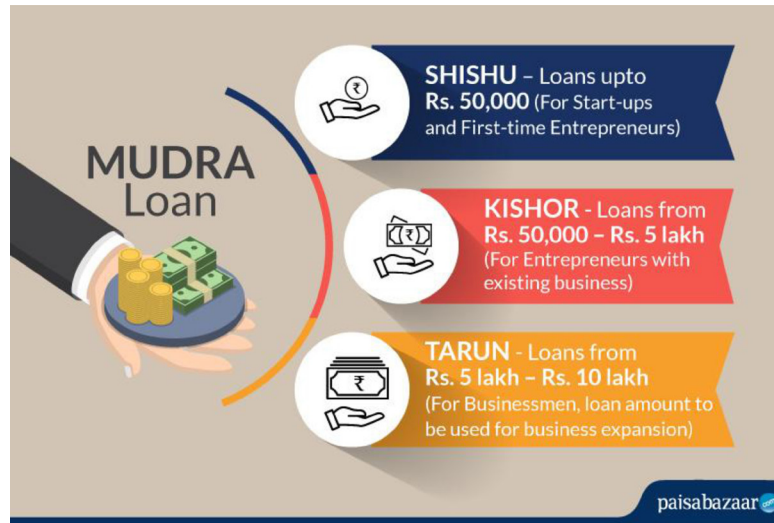 MUDRA
Loan
SHISHU – Loans upto
Rs. 50,000 (For Start-ups
and First-time Entrepreneurs)
KISHOR - Loans from
Rs. 50,000 – Rs. 5 lakh
(For Entrepreneurs with
existing business)
TARUN - Loans from
Rs. 5 lakh – Rs. 10 lakh
(For Businessmen, loan amount to
be used for business expansion)
paisabazaar